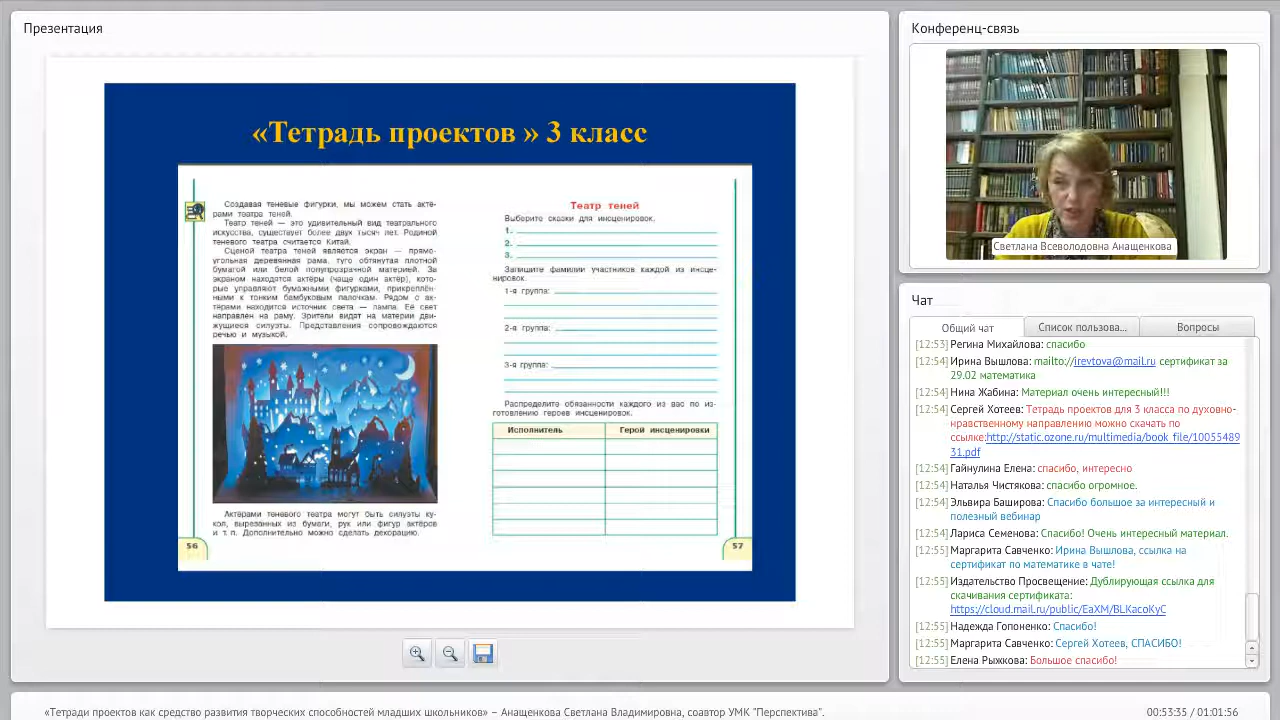 Презентация
«Тетрадь проектов » 3 класс
Создавая теневые фигурки, мы можем стать актё-
рами театра теней.
Театр теней — это удивительный вид театрального
искусства, существует более двух тысяч лет. Родиной
теневого театра считается Китай.
Сценой театра теней является экран — прямо-
угольная деревянная рама, туго обтянутая плотной
бумагой или белой полупрозрачной материей. За
экраном находятся актёры (чаще один актёр), кото-
рые управляют бумажными фигурками, прикреплён-
ными к тонким бамбуковым палочкам. Рядом с ак-
тёрами находится источник света — лампа. Её свет
направлен на раму. Зрители видят на материи дви-
жущиеся силуэты. Представления сопровождаются
речью и музыкой.
Актёрами теневого театра могут быть силуэты ку-
кол, вырезанных из бумаги, рук или фигур актёров
и т. п. Дополнительно можно сделать декорацию.
56
Театр теней
Выберите сказки для инсценировок.
1.
2.
3.
Запишите фамилии участников каждой из инсце-
нировок.
1-я группа:
2-я группа:
3-я группа:
Распределите обязанности каждого из вас по из-
готовлению героев инсценировок.
Исполнитель Герой инсценировки
57
Конференц-связь
Светлана Всеволодовна Анащенкова
Чат
Общий чат Список пользова... Вопросы
[12:53] Регина Михайлова: спасибо
[12:54] Ирина Вышлова: mailto://irevtova@mail.ru сертификат за
29.02 математика
[12:54] Нина Жабина: Материал очень интересный!!!
[12:54] Сергей Хотеев: Тетрадь проектов для 3 класса по духовно-
нравственному направлению можно скачать по
ссылке:http://static.ozone.ru/multimedia/book_file/10055489
31.pdf
[12:54] Гайнулина Елена: спасибо, интересно
[12:54] Наталья Чистякова: спасибо огромное.
[12:54] Эльвира Баширова: Спасибо большое за интересный и
полезный вебинар
[12:54] Лариса Семенова: Спасибо! Очень интересный материал.
[12:55] Маргарита Савченко: Ирина Вышлова, ссылка на
сертификат по математике в чате!
[12:55] Издательство Просвещение: Дублирующая ссылка для
скачивания сертификата:
https://cloud.mail.ru/public/EaXM/BLKacoKyC
[12:55] Надежда Гопоненко: Спасибо!
[12:55] Маргарита Савченко: Сергей Хотеев, СПАСИБО!
[12:55] Елена Рыжкова: Большое спасибо!
«Тетради проектов как средство развития творческих способностей младших школьников» – Анащенкова Светлана Владимировна, соавтор УМК "Перспектива".
00:53:35 / 01:01:56